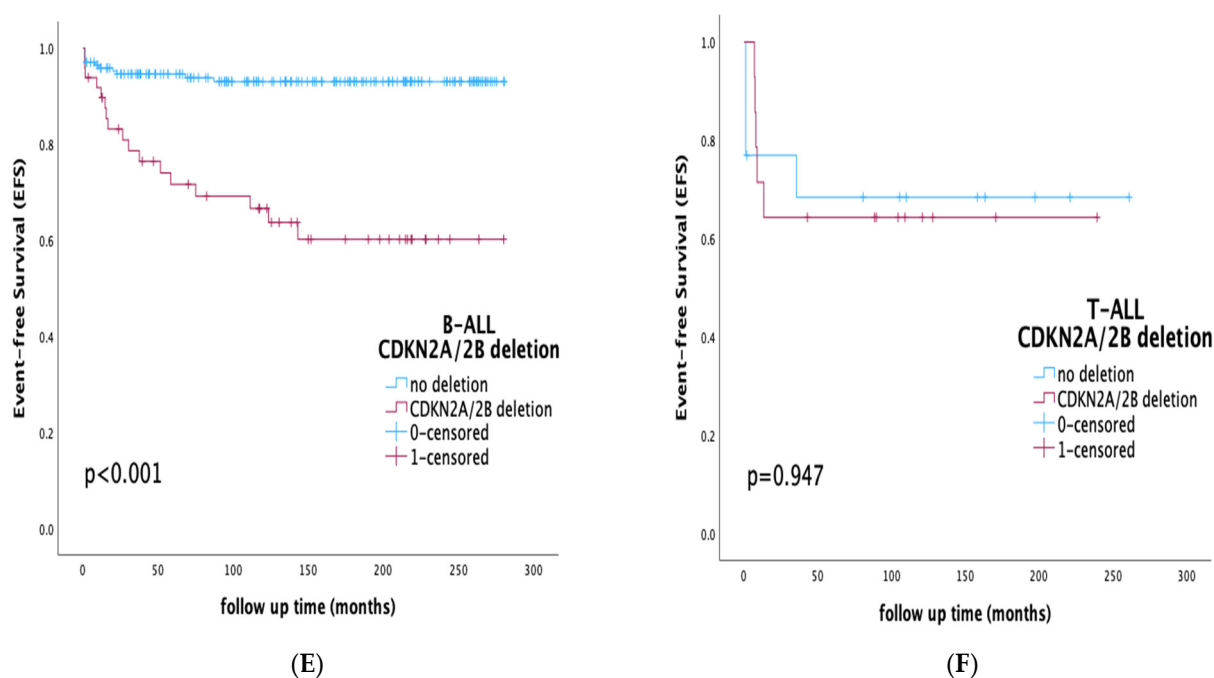 Event-free Survival (EFS)
1.0
0.8
0.6
0.4
0.2
0.0
B-ALL
CDKN2A/2B deletion
no deletion
CDKN2A/2B deletion
0-censored
1-censored
p<0.001
0 50 100 150 200 250 300
follow up time (months)
(E)
Event-free Survival (EFS)
1.0
0.8
0.6
0.4
0.2
0.0
T-ALL
CDKN2A/2B deletion
no deletion
CDKN2A/2B deletion
0-censored
1-censored
p=0.947
0 50 100 150 200 250 300
follow up time (months)
(F)